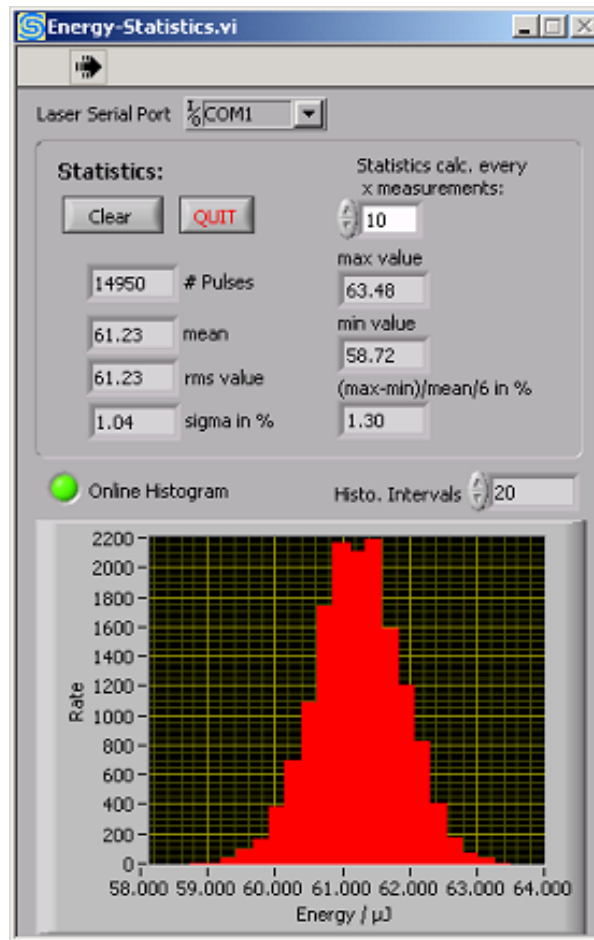 Energy-Statistics.vi
Laser Serial Port COM1
Statistics:
Statistics calc. every
x measurements:
Clear QUIT 10
14950 # Pulses
max value
63.48
61.23 mean
min value
58.72
61.23 rms value
(max-min)/mean/6 in %
1.04 sigma in % 1.30
Online Histogram Histo. Intervals 20
2200
2000
1800
1600
1400
1200
1000
800
600
400
200
0
Rate
58.000 59.000 60.000 61.000 62.000 63.000 64.000
Energy / µJ